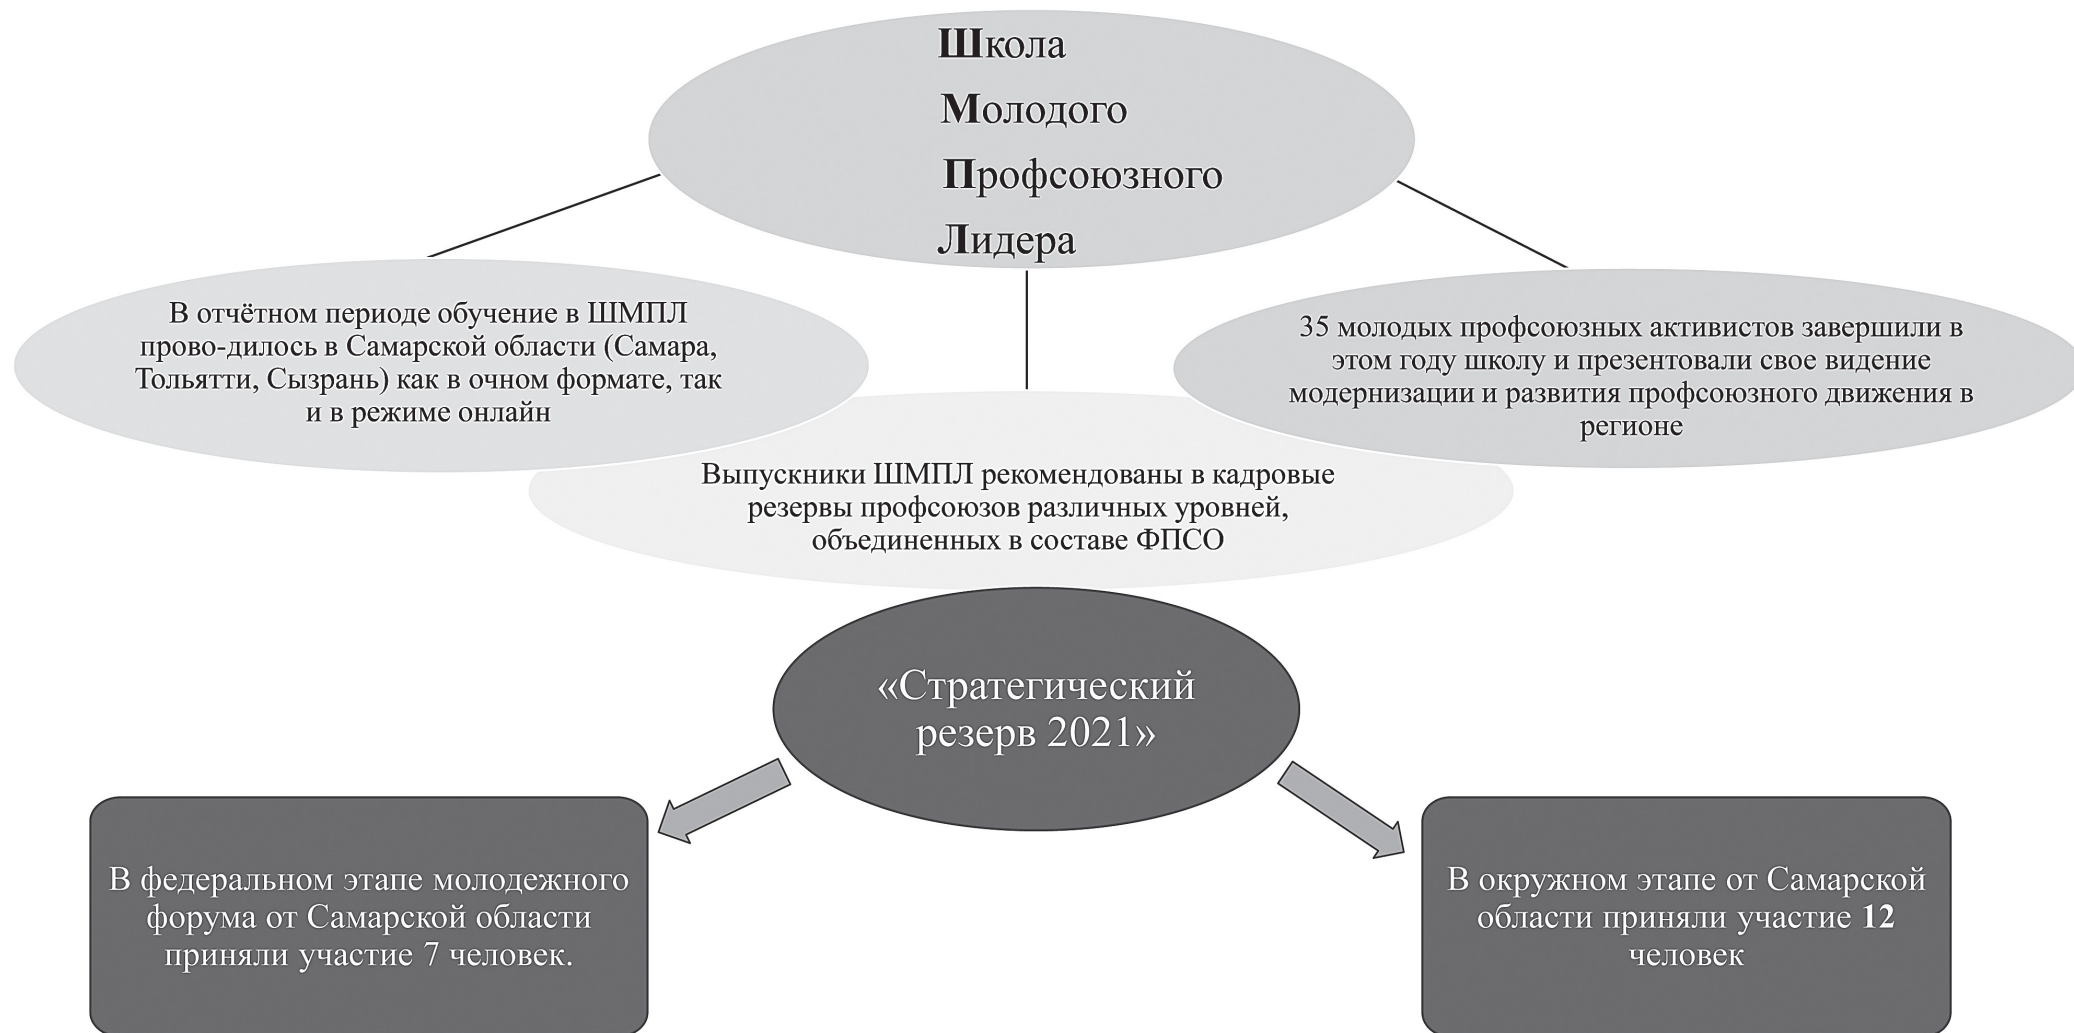 Школа
Молодого
Профсоюзного
Лидера
В отчётном периоде обучение в ШМПЛ
прово-дилось в Самарской области (Самара,
Тольятти, Сызрань) как в очном формате, так
и в режиме онлайн
35 молодых профсоюзных активистов завершили в
этом году школу и презентовали свое видение
модернизации и развития профсоюзного движения в
регионе
Выпускники ШМПЛ рекомендованы в кадровые
резервы профсоюзов различных уровней,
объединенных в составе ФПСО
«Стратегический
резерв 2021»
В федеральном этапе молодежного
форума от Самарской области
приняли участие 7 человек.
В окружном этапе от Самарской
области приняли участие 12
человек